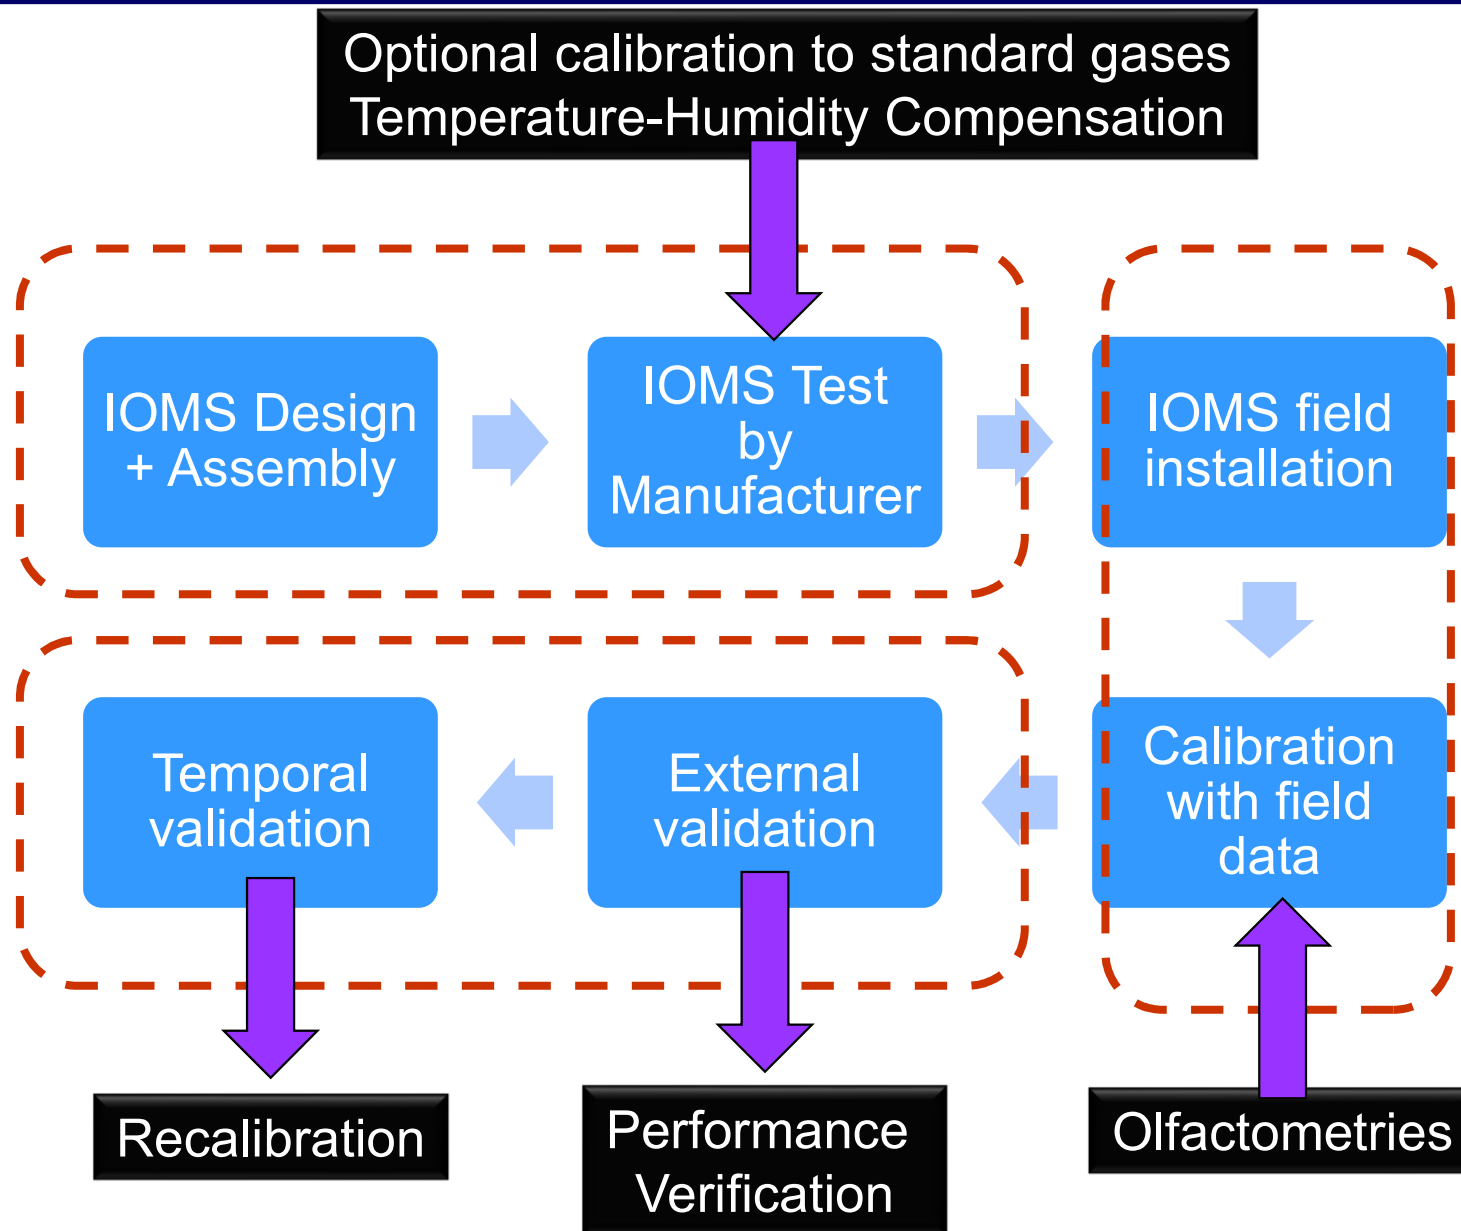 Optional calibration to standard gases
Temperature-Humidity Compensation
IOMS Design
+ Assembly
IOMS Test
by
Manufacturer
IOMS field
installation
Temporal
validation
External
validation
Calibration
with field
data
Recalibration
Performance
Verification
Olfactometries